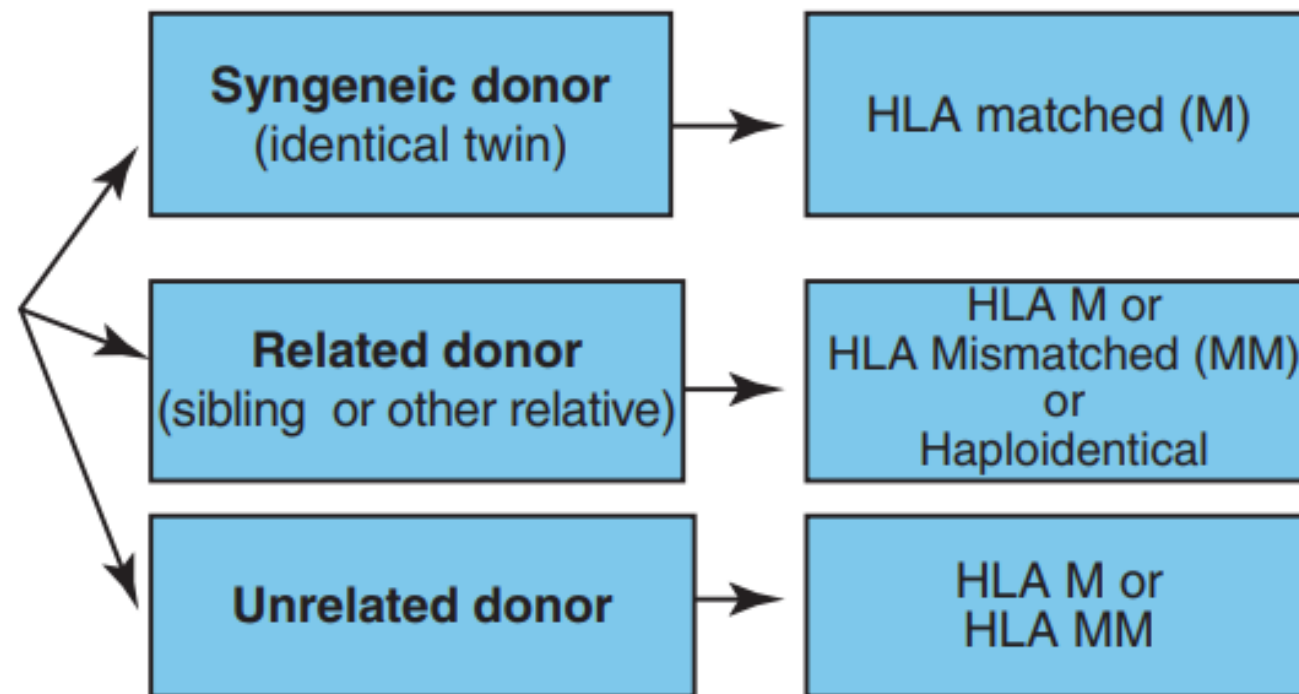 Syngeneic donor
(identical twin)
HLA matched (M)
Related donor
(sibling or other relative)
HLA M or
HLA Mismatched (MM)
or
Haploidentical
Unrelated donor
HLA M or
HLA MM